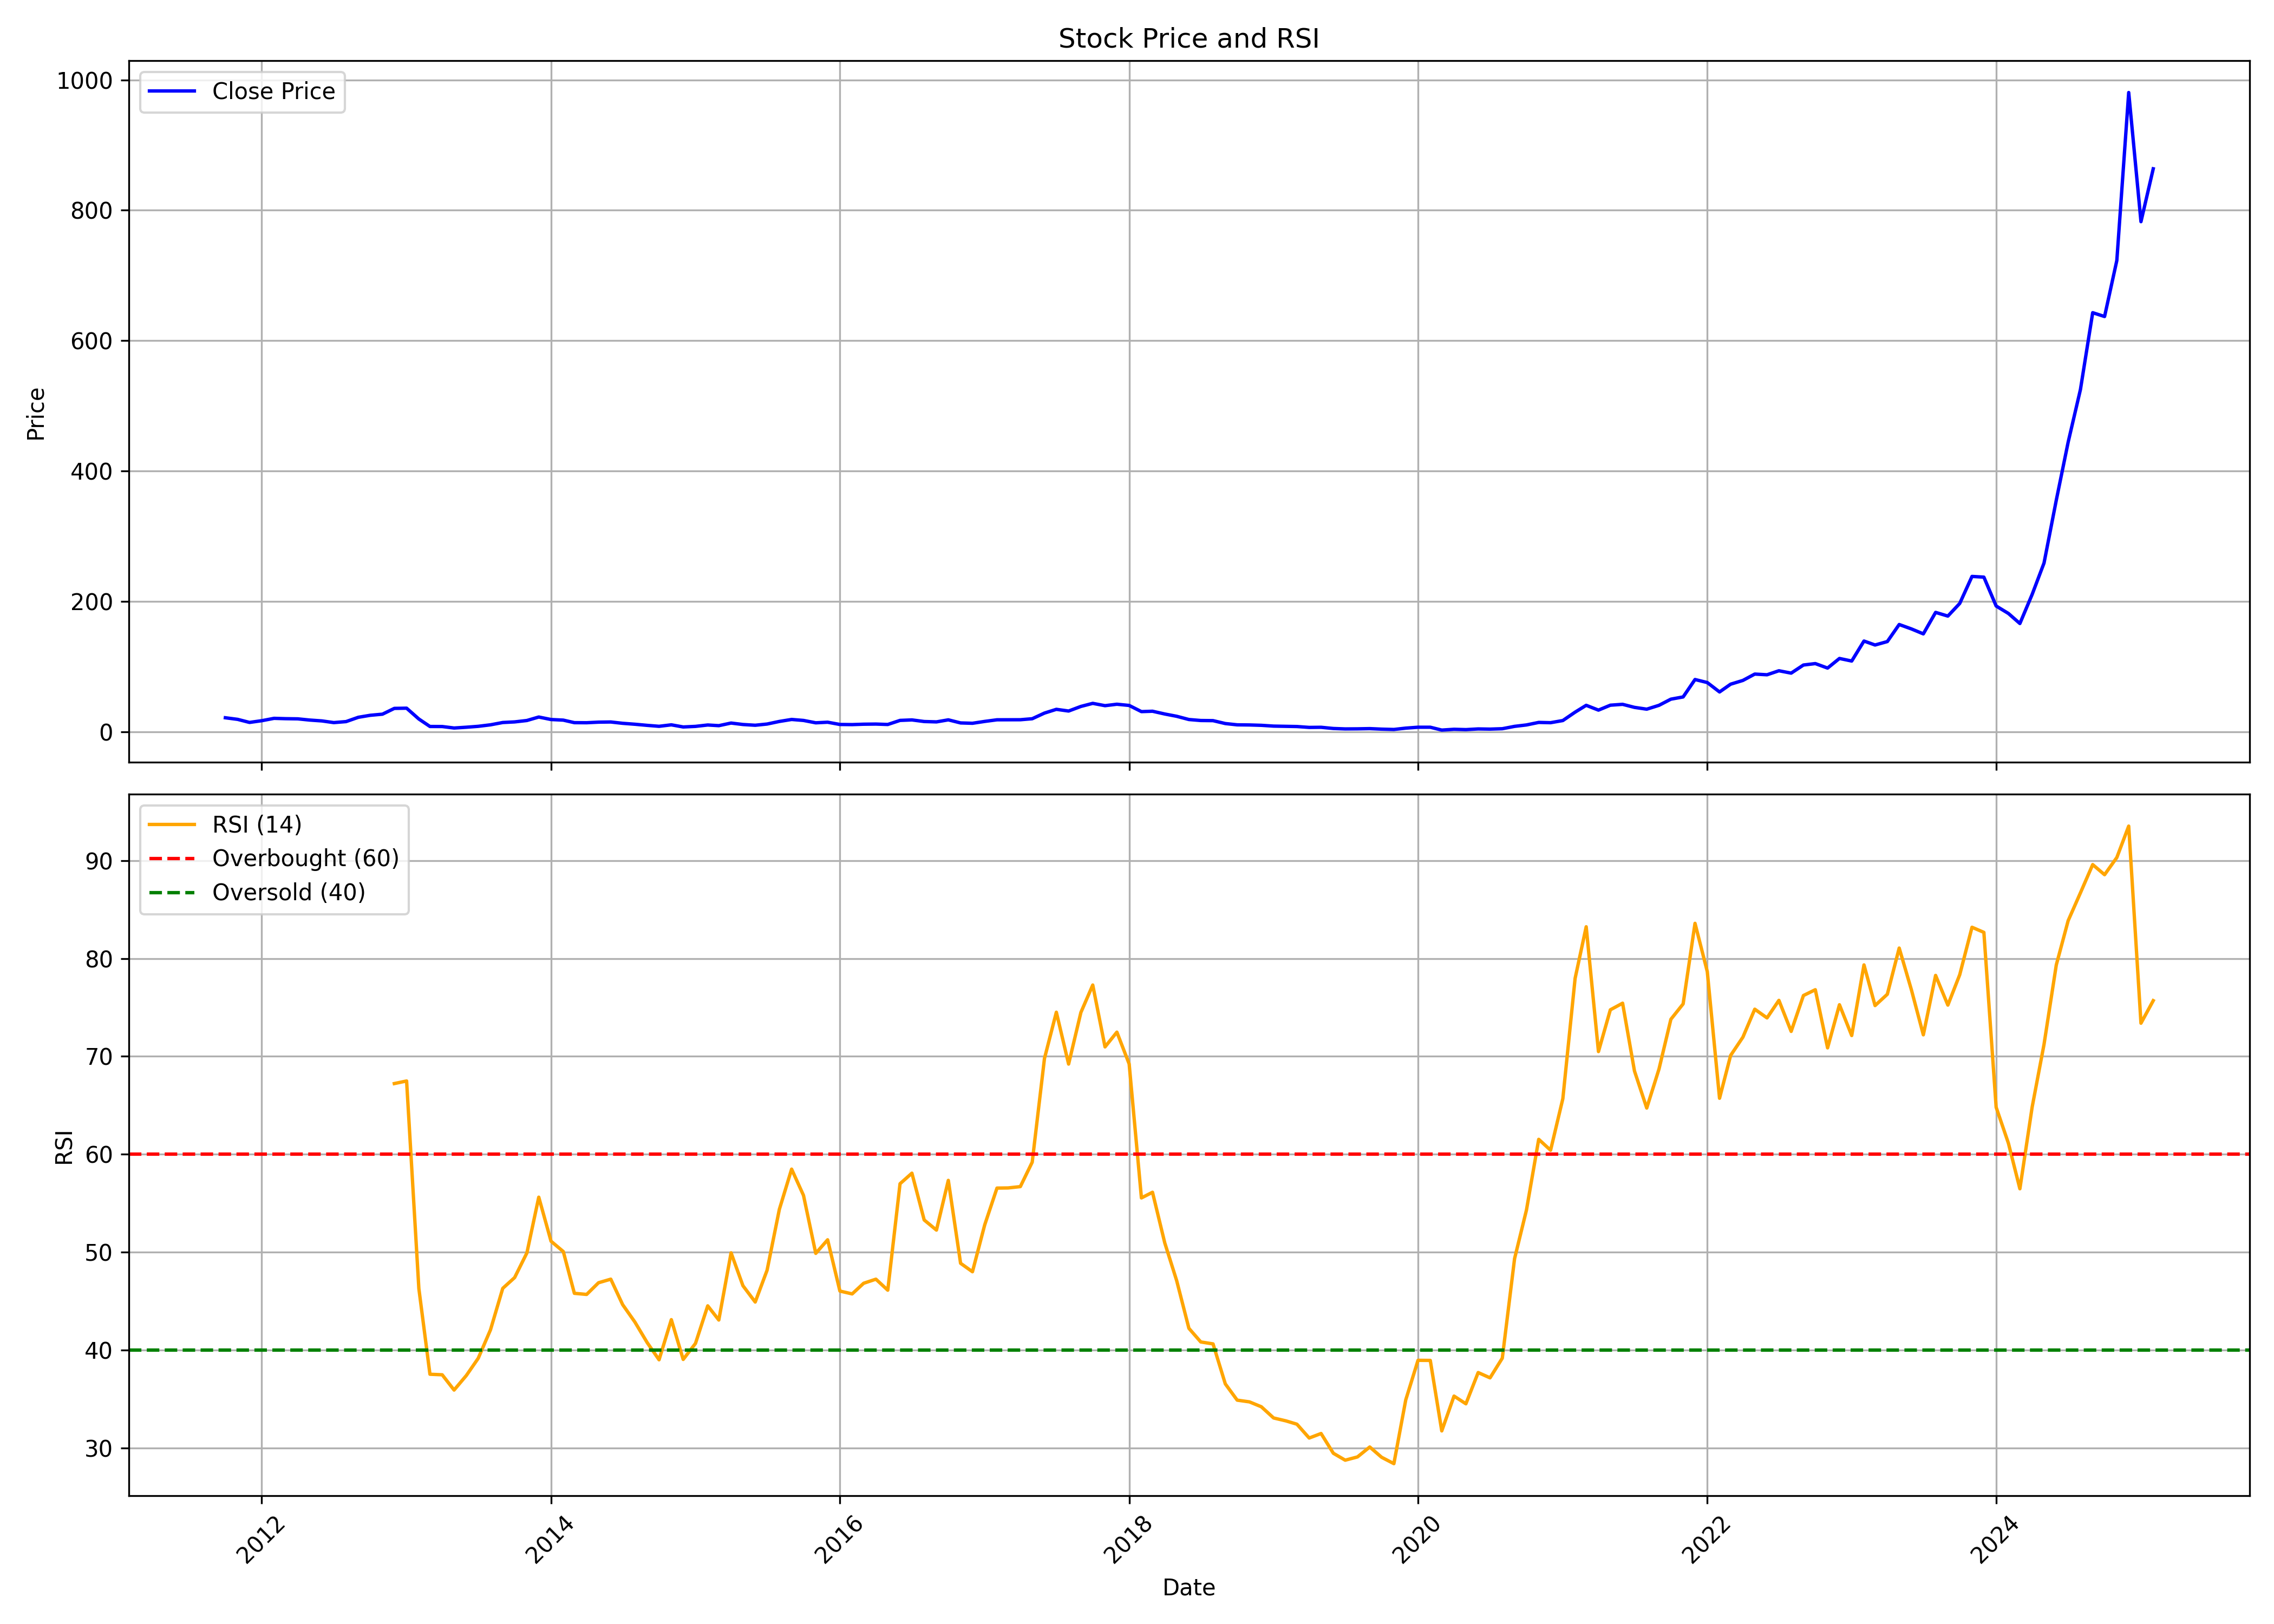 Stock Price and RSI
Close Price
1000
800
600
400
200
0
Price
RSI (14)
Overbought (60)
Oversold (40)
90
80
70
60
50
40
30
RSI
2012
2014
2016
2018
2020
2022
2024
Date